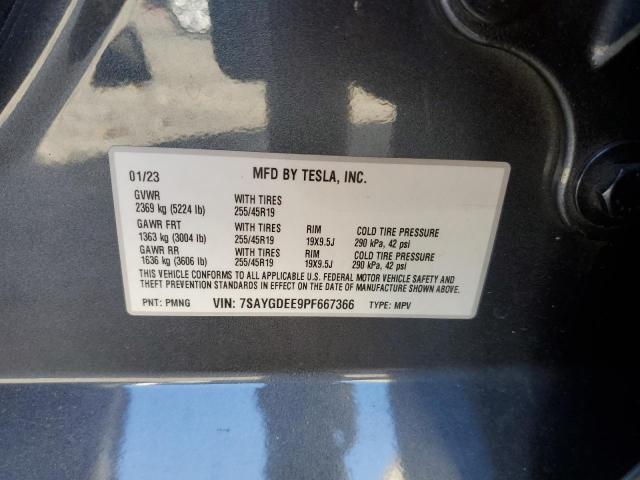 01/23 MFD BY TESLA, INC.
GVWR WITH TIRES
2369 kg (5224 lb) 255/45R19
GAWR FRT WITH TIRES RIM COLD TIRE PRESSURE
1363 kg (3004 lb) 255/45R19 19X9.5J 290 kPa, 42 psi
GAWR RR WITH TIRES RIM COLD TIRE PRESSURE
1636 kg (3606 lb) 255/45R19 19X9.5J 290 kPa, 42 psi
THIS VEHICLE CONFORMS TO ALL APPLICABLE U.S. FEDERAL MOTOR VEHICLE SAFETY AND
THEFT PREVENTION STANDARDS IN EFFECT ON THE DATE OF MANUFACTURE SHOWN ABOVE.
PNT: PMNG VIN: 7SAYGDEE9PF667366 TYPE: MPV